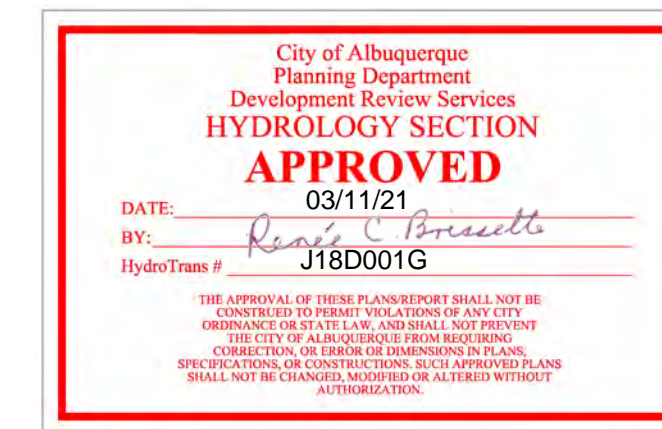 City of Albuquerque
Planning Department
Development Review Services
HYDROLOGY SECTION
APPROVED
DATE: 03/11/21
BY: Renée C. Brissette
HydroTrans # J18D001G
THE APPROVAL OF THESE PLANS/REPORT SHALL NOT BE
CONSTRUED TO PERMIT VIOLATIONS OF ANY CITY
ORDINANCE OR STATE LAW, AND SHALL NOT PREVENT
THE CITY OF ALBUQUERQUE FROM REQUIRING
CORRECTION, OR ERROR OR DIMENSIONS IN PLANS,
SPECIFICATIONS, OR CONSTRUCTIONS. SUCH APPROVED PLANS
SHALL NOT BE CHANGED, MODIFIED OR ALTERED WITHOUT
AUTHORIZATION.